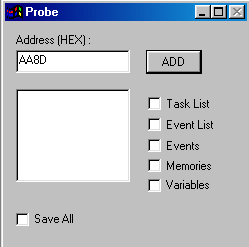 Probe
Address (HEX) :
AA8D
ADD
Task List
Event List
Events
Memories
Variables
Save All